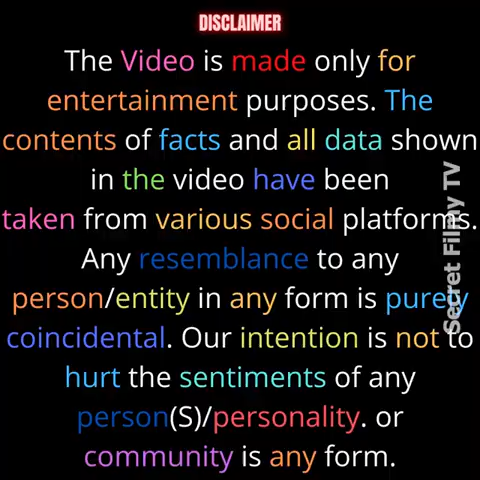 DISCLAIMER
The Video is made only for
entertainment purposes. The
contents of facts and all data shown
in the video have been
taken from various social platforms.
Any resemblance to any
person/entity in any form is purely
coincidental. Our intention is not to
hurt the sentiments of any
person(S)/personality. or
community is any form.
Secret Filmy TV